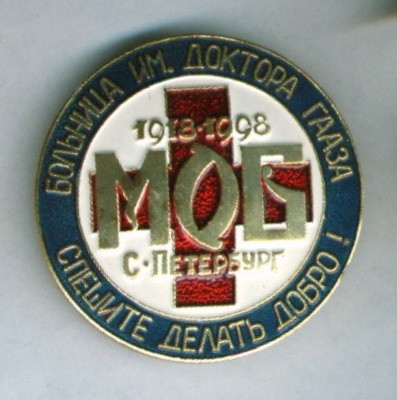 БОЛЬНИЦА ИМ. ДОКТОРА ГААЗА
1918·1998
МОБ
С·ПЕТЕРБУРГ
СПЕШИТЕ ДЕЛАТЬ ДОБРО!